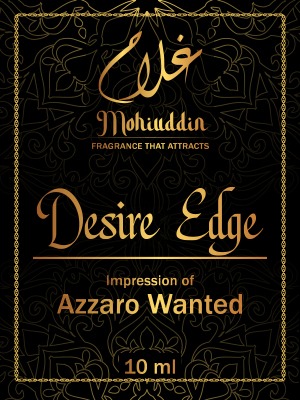 غلام
Mohiuddin
FRAGRANCE THAT ATTRACTS
Desire Edge
Impression of
Azzaro Wanted
10 ml